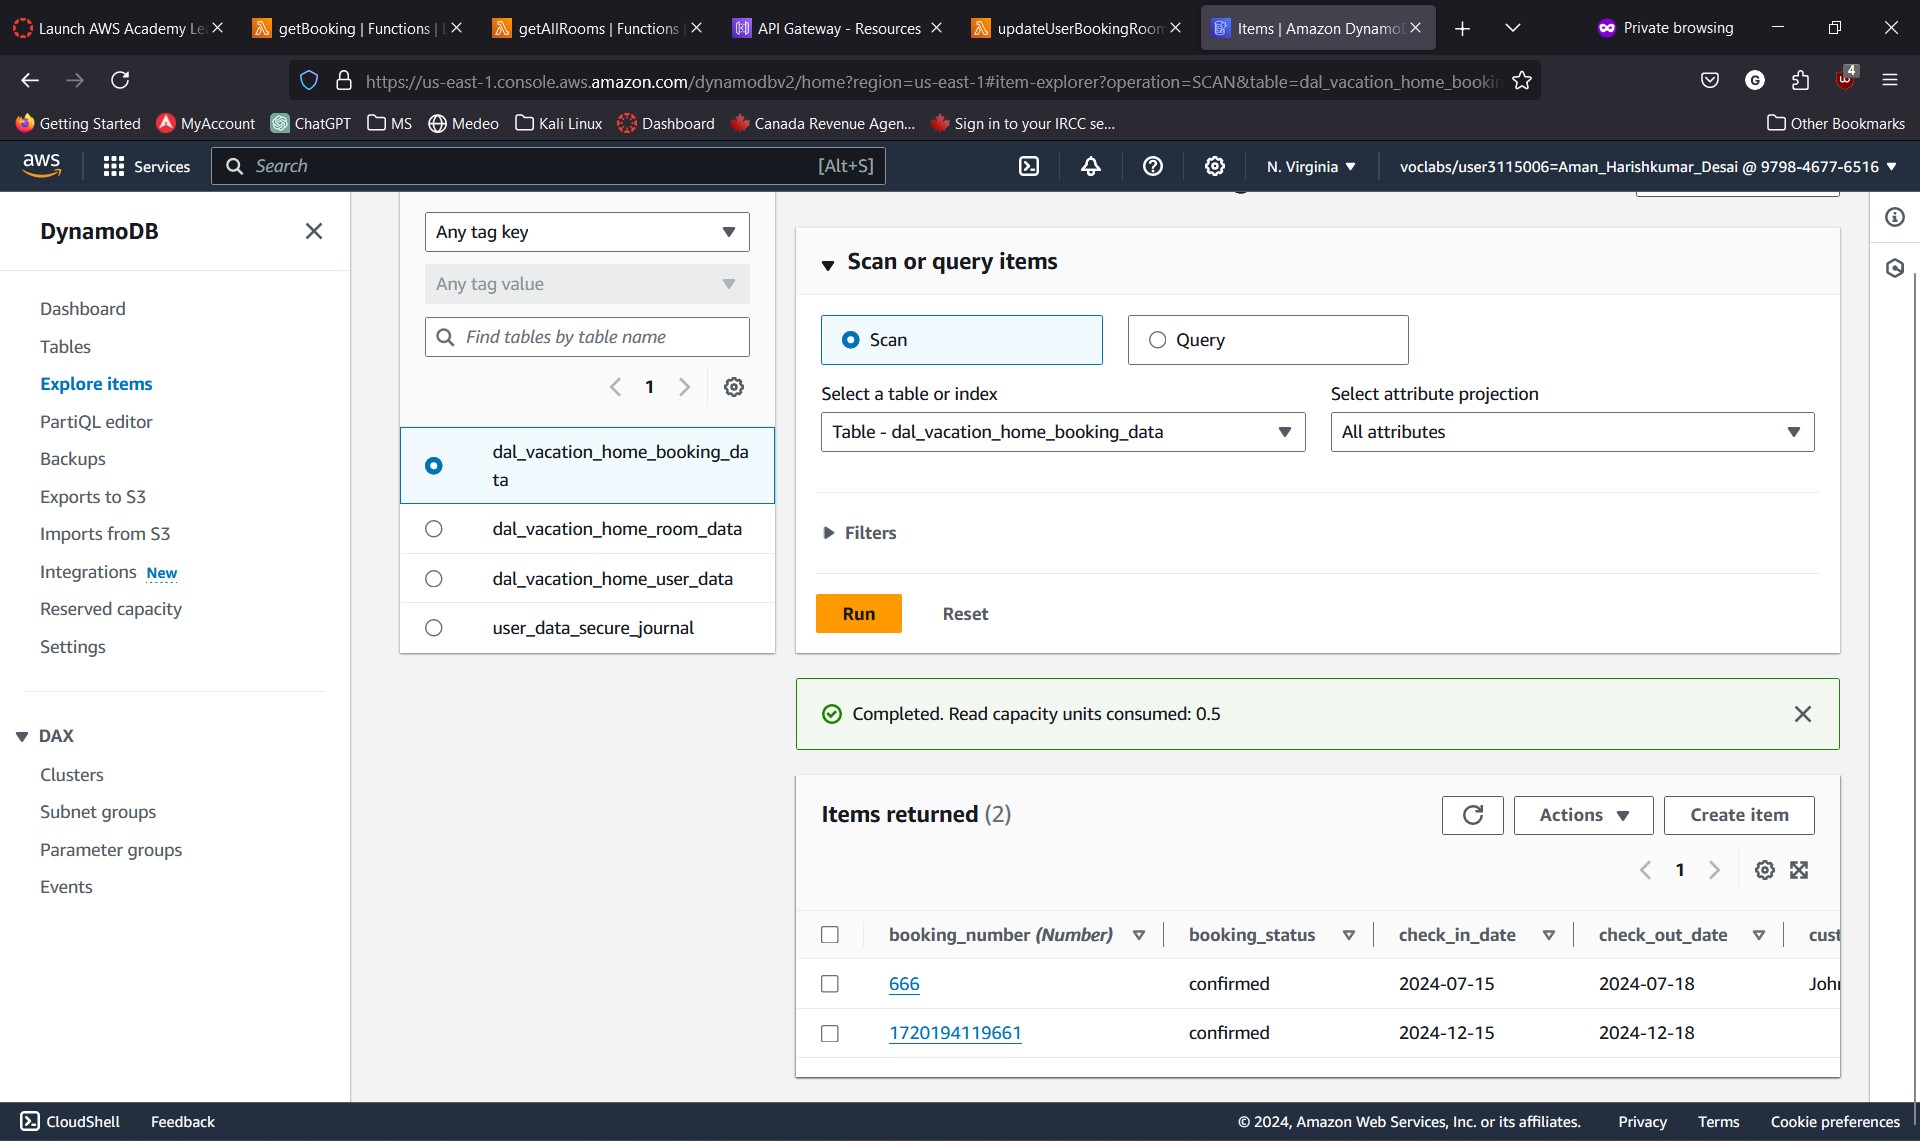 Launch AWS Academy Le
getBooking | Functions |
getAllRooms | Functions
API Gateway - Resources
updateUserBookingRoom
Items | Amazon Dynamo
Private browsing
https://us-east-1.console.aws.amazon.com/dynamodbv2/home?region=us-east-1#item-explorer?operation=SCAN&table=dal_vacation_home_bookin
4
Getting Started
MyAccount
ChatGPT
MS
Medeo
Kali Linux
Dashboard
Canada Revenue Agen...
Sign in to your IRCC se...
Other Bookmarks
aws
Services
Search
[Alt+S]
N. Virginia
voclabs/user3115006=Aman_Harishkumar_Desai @ 9798-4677-6516
DynamoDB
Dashboard
Tables
Explore items
PartiQL editor
Backups
Exports to S3
Imports from S3
Integrations New
Reserved capacity
Settings
DAX
Clusters
Subnet groups
Parameter groups
Events
Any tag key
Any tag value
Find tables by table name
1
dal_vacation_home_booking_da
ta
dal_vacation_home_room_data
dal_vacation_home_user_data
user_data_secure_journal
Scan or query items
Scan
Query
Select a table or index
Select attribute projection
Table - dal_vacation_home_booking_data
All attributes
Filters
Run
Reset
Completed. Read capacity units consumed: 0.5
Items returned (2)
Actions
Create item
1
booking_number (Number)
booking_status
check_in_date
check_out_date
cust
666
confirmed
2024-07-15
2024-07-18
John
1720194119661
confirmed
2024-12-15
2024-12-18
CloudShell
Feedback
© 2024, Amazon Web Services, Inc. or its affiliates.
Privacy
Terms
Cookie preferences